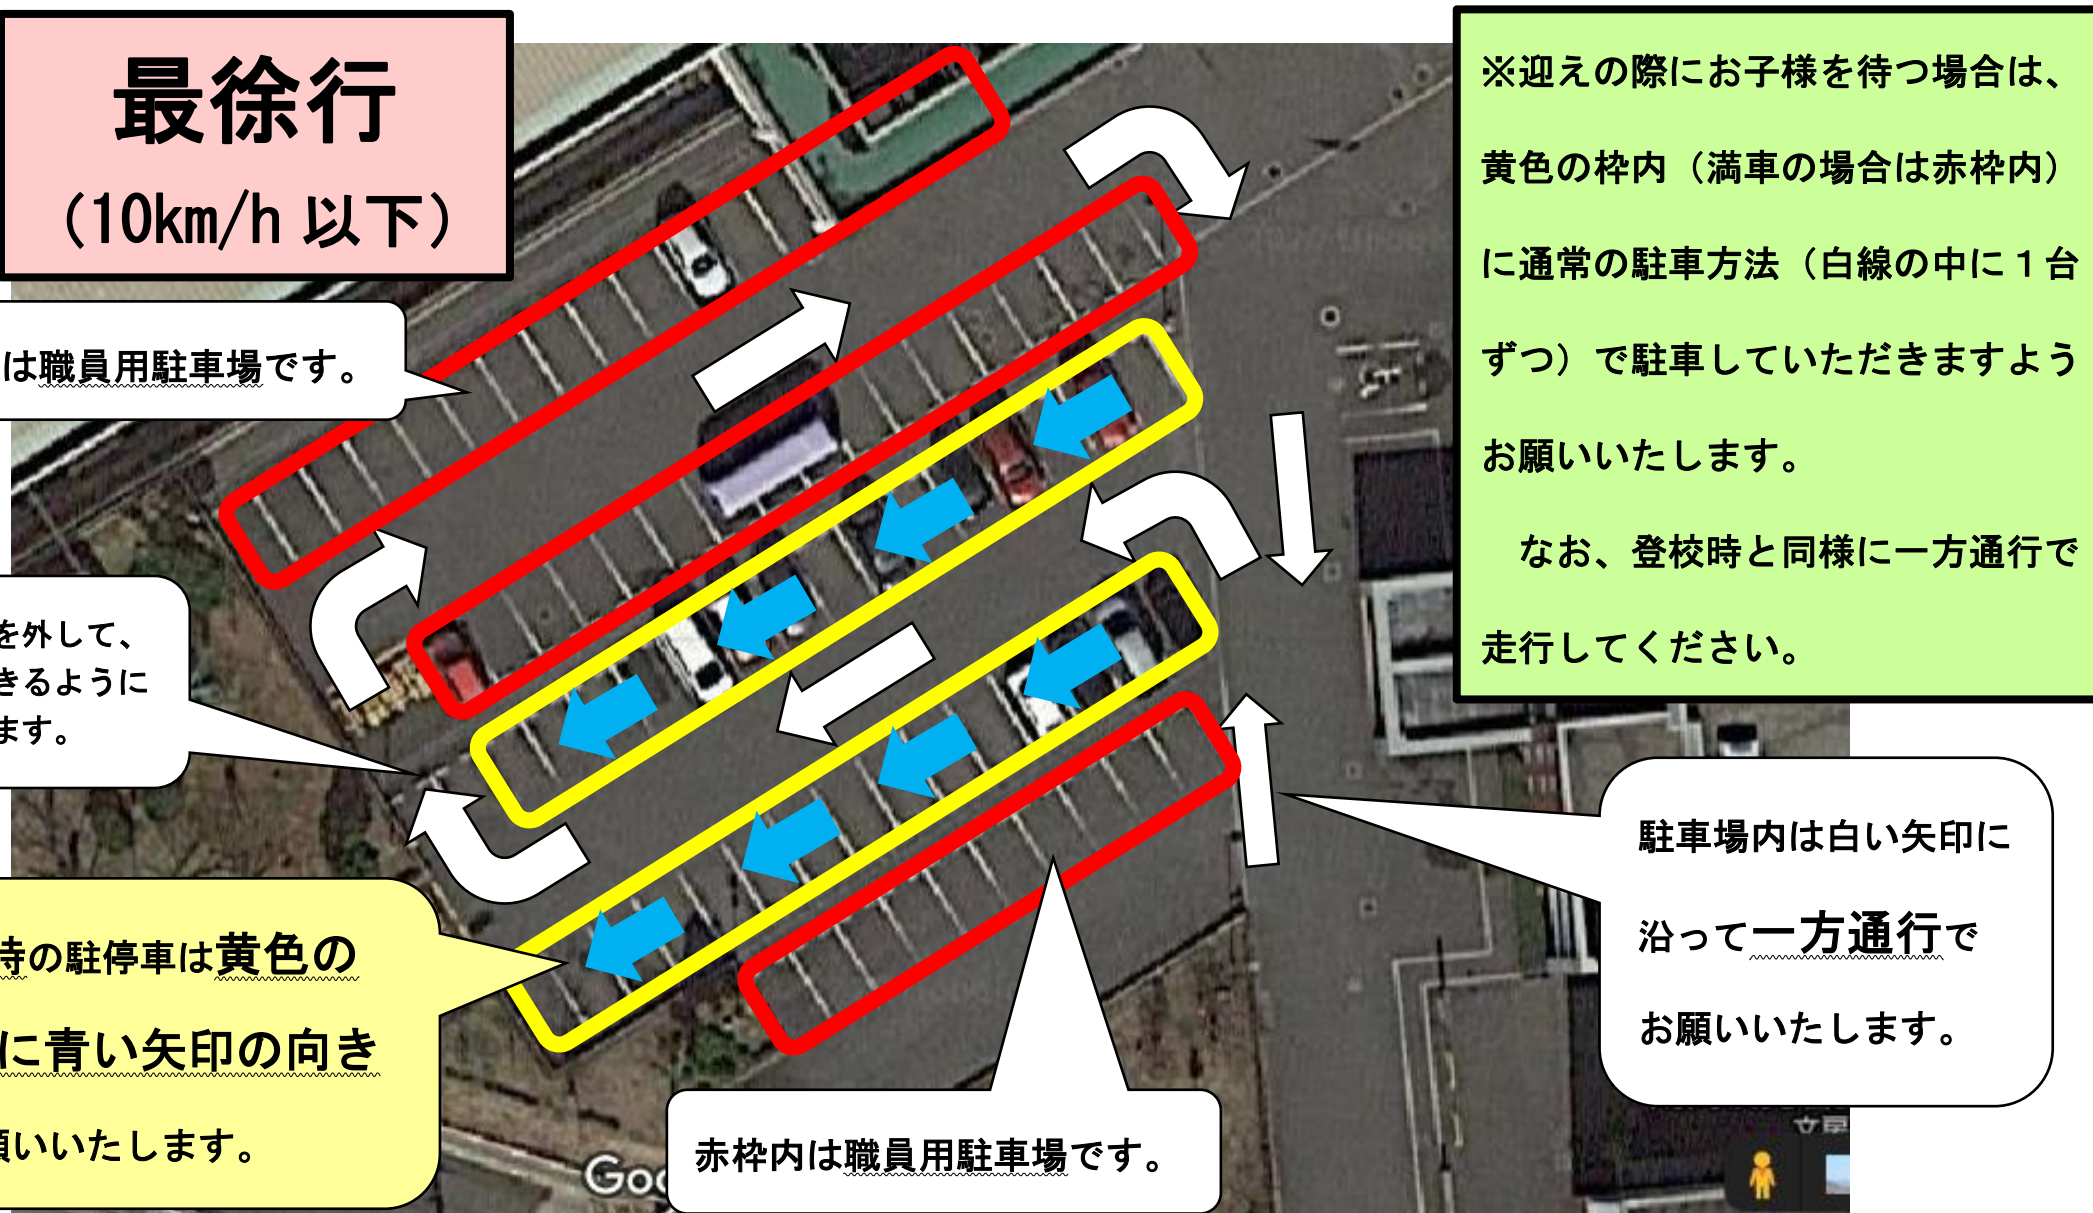 最徐行
（10km/h 以下）
は職員用駐車場です。
を外して、
きるように
ます。
時の駐停車は黄色の
に青い矢印の向き
願いいたします。
※迎えの際にお子様を待つ場合は、
黄色の枠内（満車の場合は赤枠内）
に通常の駐車方法（白線の中に１台
ずつ）で駐車していただきますよう
お願いいたします。
なお、登校時と同様に一方通行で
走行してください。
駐車場内は白い矢印に
沿って一方通行で
お願いいたします。
赤枠内は職員用駐車場です。
Goo